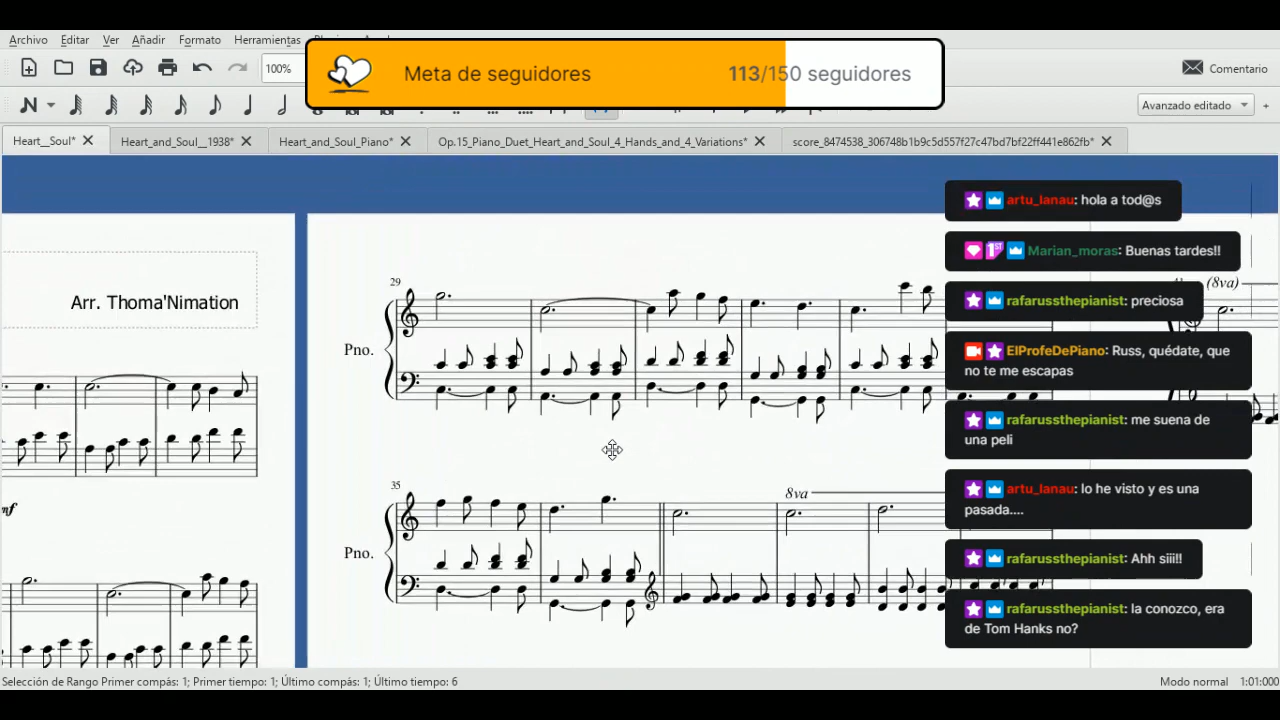 Archivo Editar Ver Añadir Formato Herramientas
Meta de seguidores 113/150 seguidores
100%
Comentario
Avanzado editado
Heart__Soul* Heart_and_Soul__1938* Heart_and_Soul_Piano* Op.15_Piano_Duet_Heart_and_Soul_4_Hands_and_4_Variations* score_8474538_306748b1b9c5d557f27c47bd7bf22ff441e862fb*
artu_lanau: hola a tod@s
Marian_moras: Buenas tardes!!
rafarussthepianist: preciosa
ElProfeDePiano: Russ, quédate, que
no te me escapas
rafarussthepianist: me suena de
una peli
artu_lanau: lo he visto y es una
pasada....
rafarussthepianist: Ahh siii!!
rafarussthepianist: la conozco, era
de Tom Hanks no?
Arr. Thoma'Nimation
mf
29
(8va)
Pno.
35
8va
Pno.
Selección de Rango Primer compás: 1; Primer tiempo: 1; Último compás: 1; Último tiempo: 6
Modo normal 1:01:000